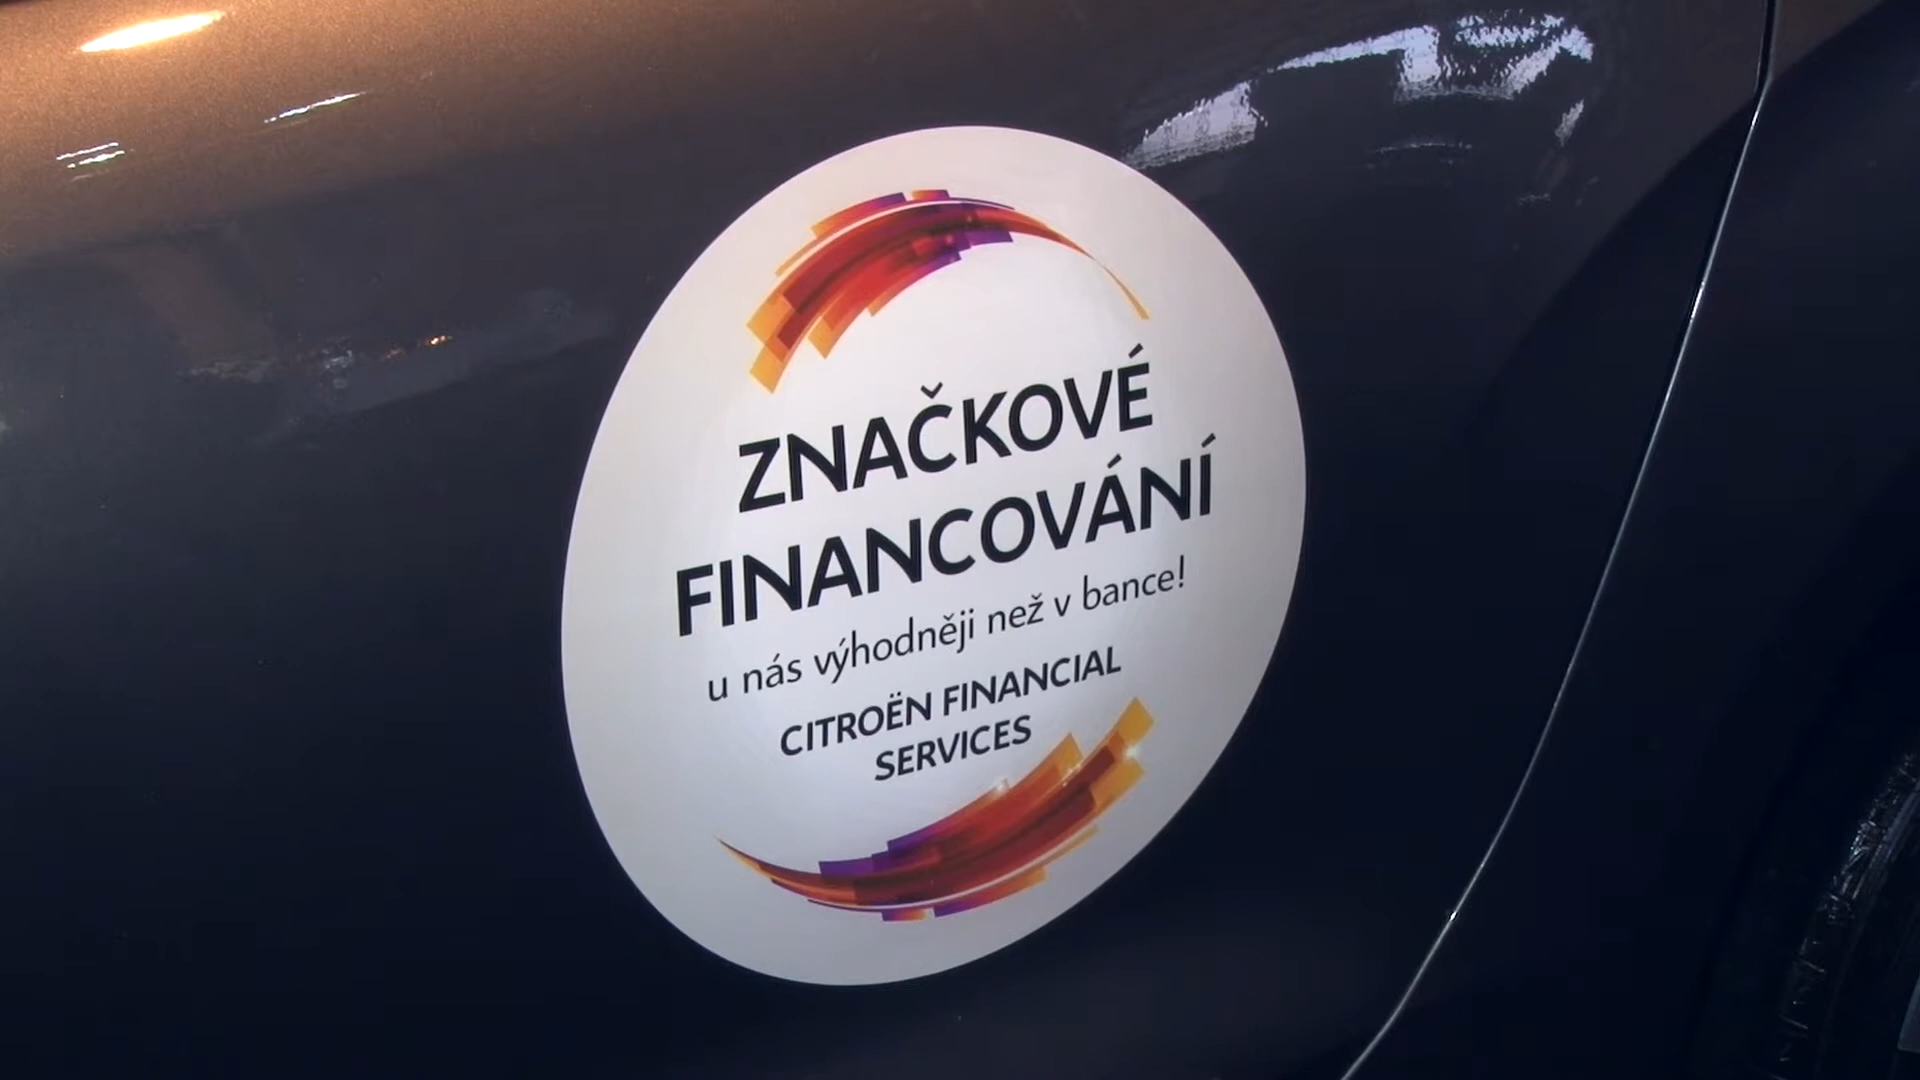 ZNAČKOVÉ
FINANCOVÁNÍ
u nás výhodněji než v bance!
CITROËN FINANCIAL
SERVICES